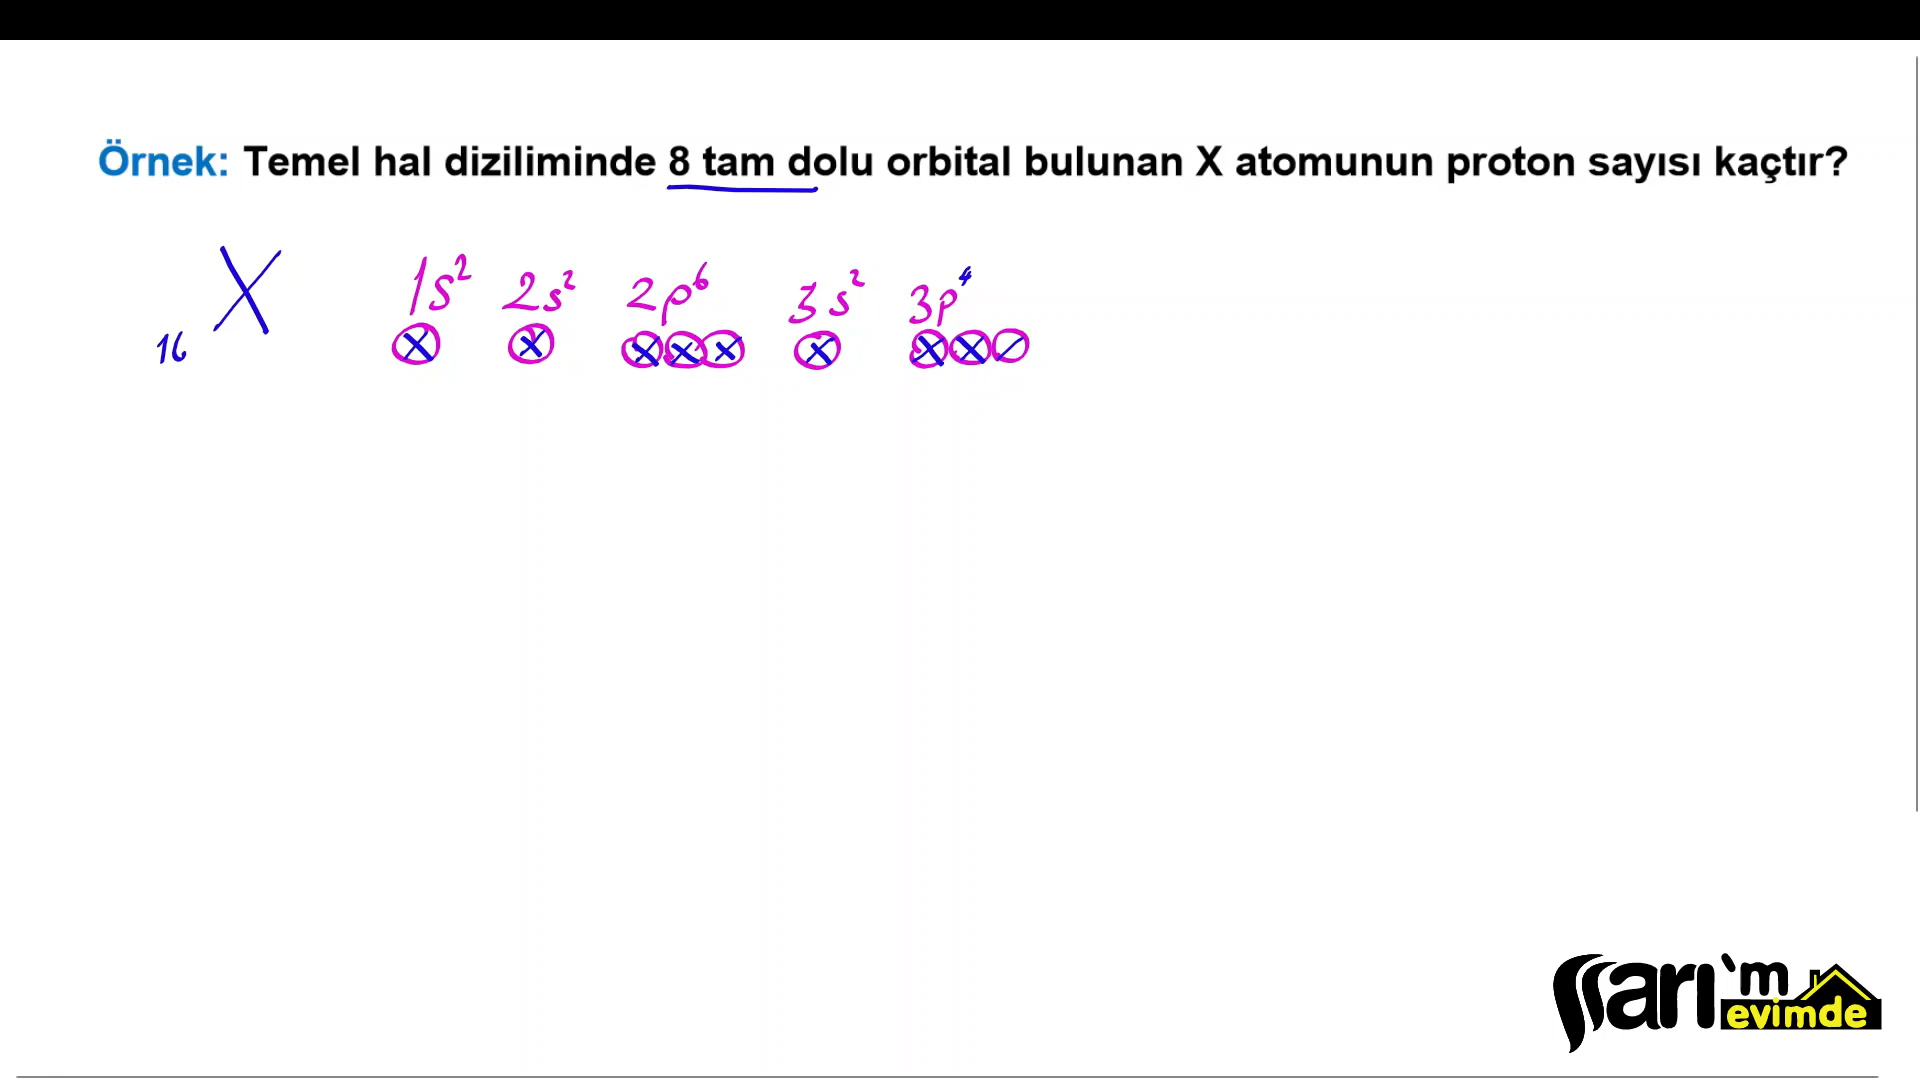 Örnek: Temel hal diziliminde 8 tam dolu orbital bulunan X atomunun proton sayısı kaçtır?
16 X 1s² 2s² 2p⁶ 3s² 3p⁴
sarı'm
evimde